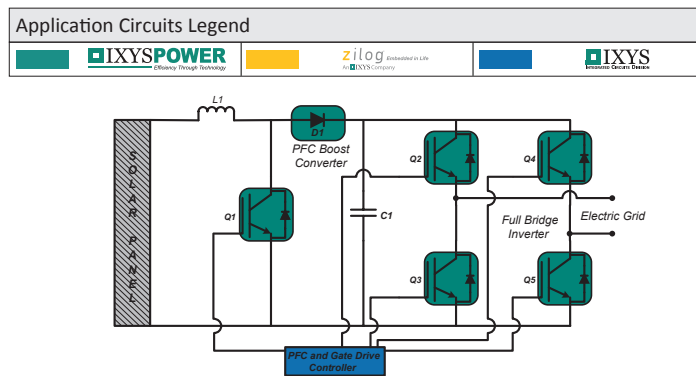 Application Circuits Legend
IXYSPOWER
Efficiency Through Technology
zilog Embedded in Life
An IXYS Company
IXYS
INTEGRATED CIRCUITS DIVISION
L1
D1
PFC Boost
Converter
SOLAR PANEL
Q1
C1
Q2
Q4
Full Bridge
Inverter
Electric Grid
Q3
Q5
PFC and Gate Drive
Controller